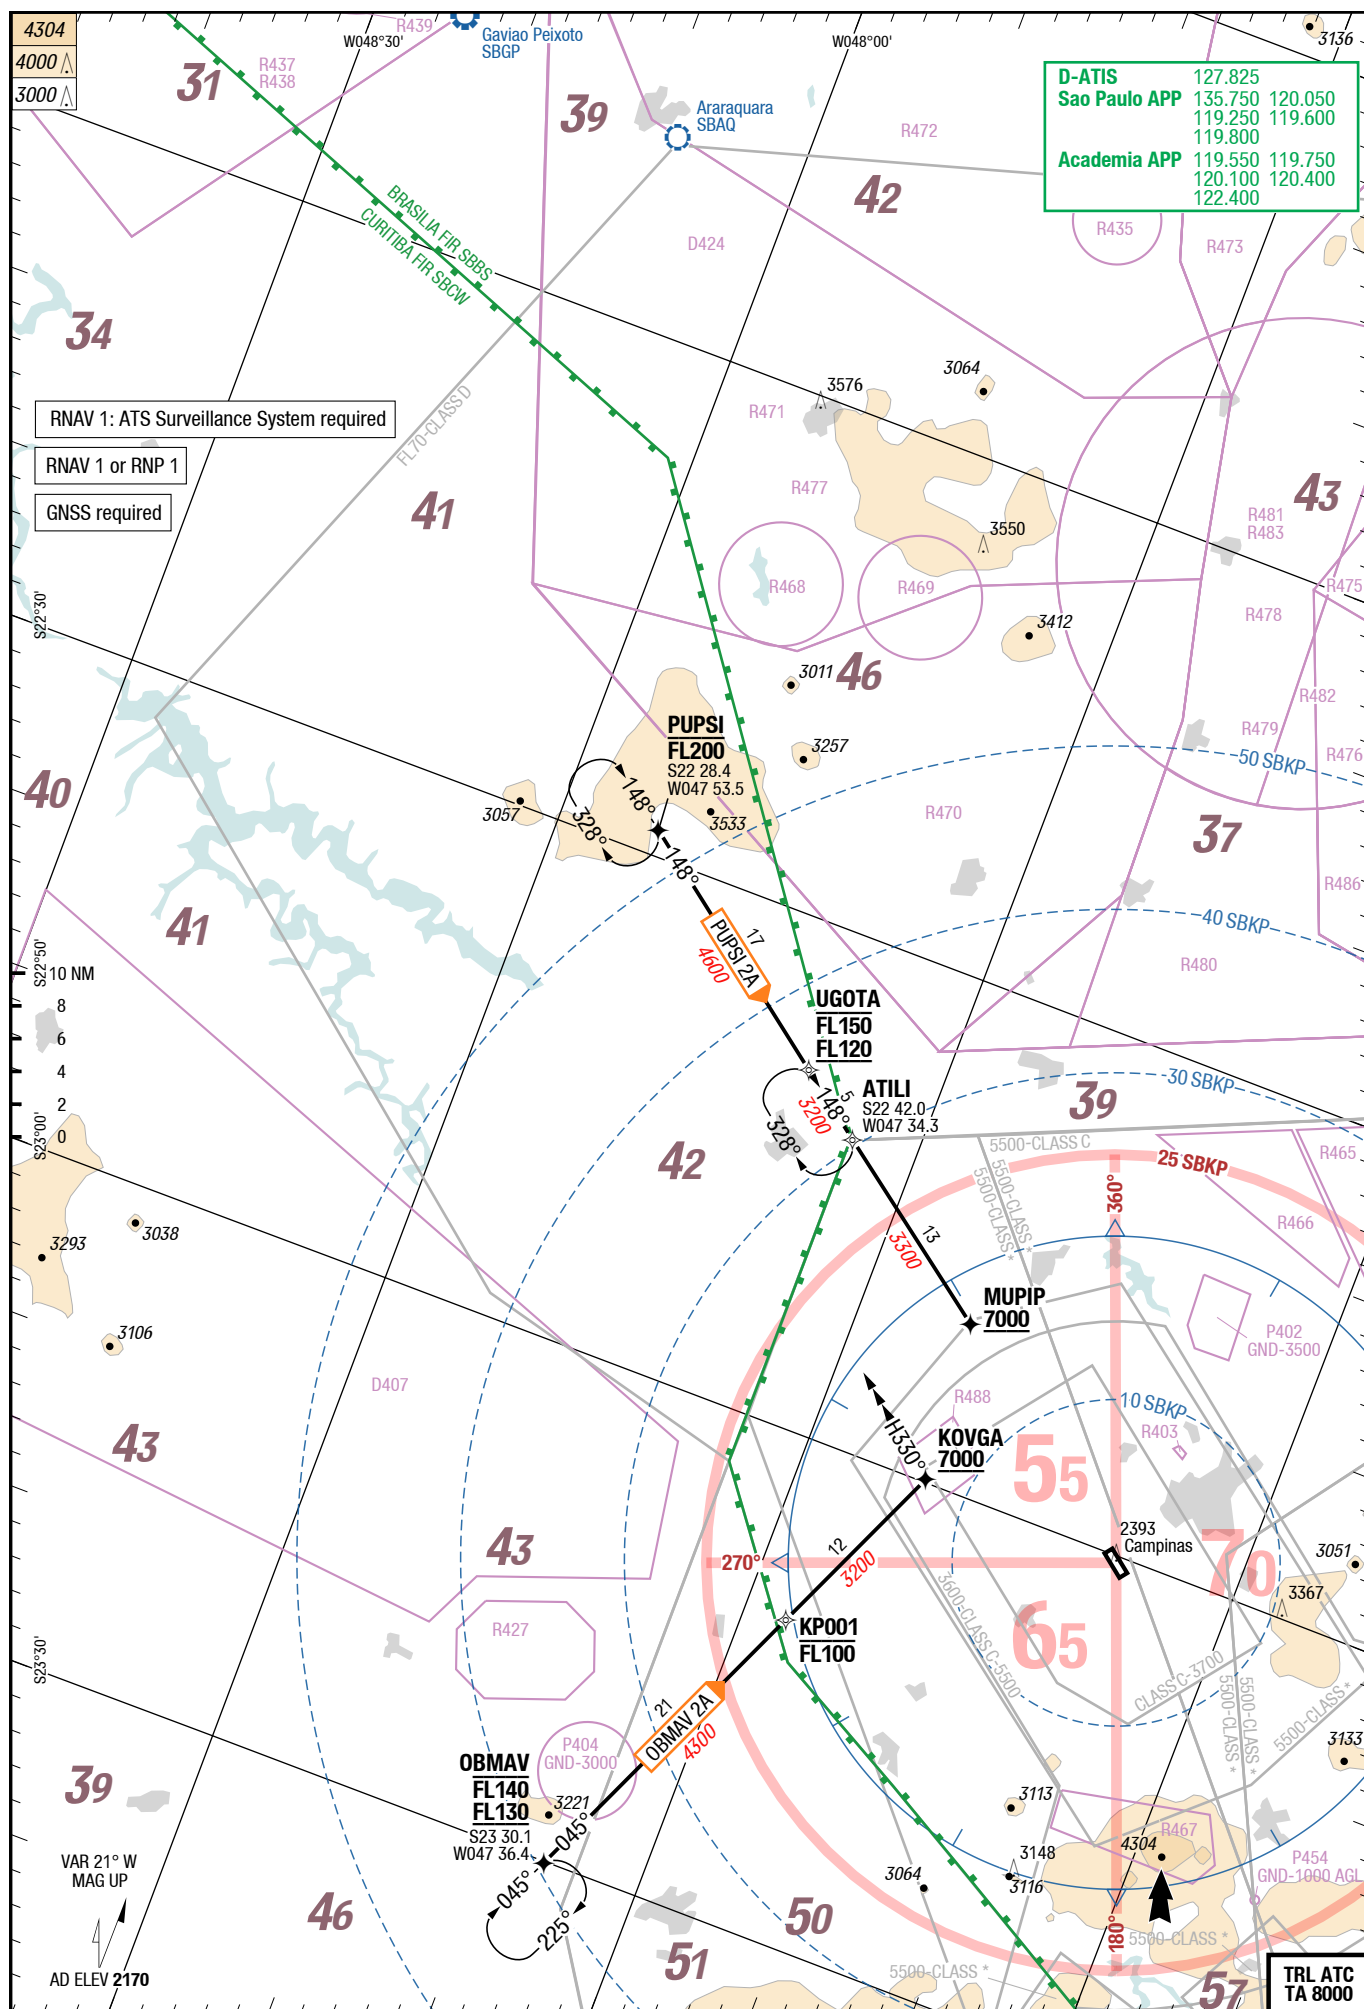 4304
4000
3000
31
R437
R438
R439
Gaviao Peixoto
SBGP
W048°30'
39
Araraquara
SBAQ
W048°00'
R472
42
3136
D-ATIS 127.825
Sao Paulo APP 135.750 120.050
119.250 119.600
119.800
Academia APP 119.550 119.750
120.100 120.400
122.400
R435
R473
BRASILIA FIR SBBS
CURITIBA FIR SBCW
D424
34
RNAV 1: ATS Surveillance System required
RNAV 1 or RNP 1
GNSS required
FL70-CLASS D
3064
3576
R471
41
R477
3550
43
R481
R483
R468
R469
R475
S22°30'
R478
3412
3011
46
R482
R479
R476
PUPSI
FL200
S22 28.4
W047 53.5
3257
50 SBKP
148°
328°
3057
3533
148°
40
R470
37
R486
41
17
PUPSI 2A
4600
40 SBKP
R480
S22°50'
10 NM
8
6
4
2
0
UGOTA
FL150
FL120
30 SBKP
5
148°
3200
328°
ATILI
S22 42.0
W047 34.3
39
S23°00'
42
5500-CLASS C
5500-CLASS *
5500-CLASS *
25 SBKP
R465
360°
R466
3038
3293
13
3300
3106
MUPIP
7000
P402
GND-3500
D407
R488
10 SBKP
R403
43
H330°
KOVGA
7000
55
43
270°
12
3200
2393
Campinas
70
3051
3367
3600-CLASS C-5500
R427
KP001
FL100
65
S23°30'
CLASS C-3700
5500-CLASS *
5500-CLASS *
5500-CLASS *
21
OBMAV 2A
4300
P404
GND-3000
3133
39
OBMAV
FL140
FL130
S23 30.1
W047 36.4
3221
045°
045°
225°
3113
R467
4304
3148
3116
3064
P454
GND-1000 AGL
VAR 21° W
MAG UP
46
50
180°
5500-CLASS *
AD ELEV 2170
51
5500-CLASS *
57
TRL ATC
TA 8000